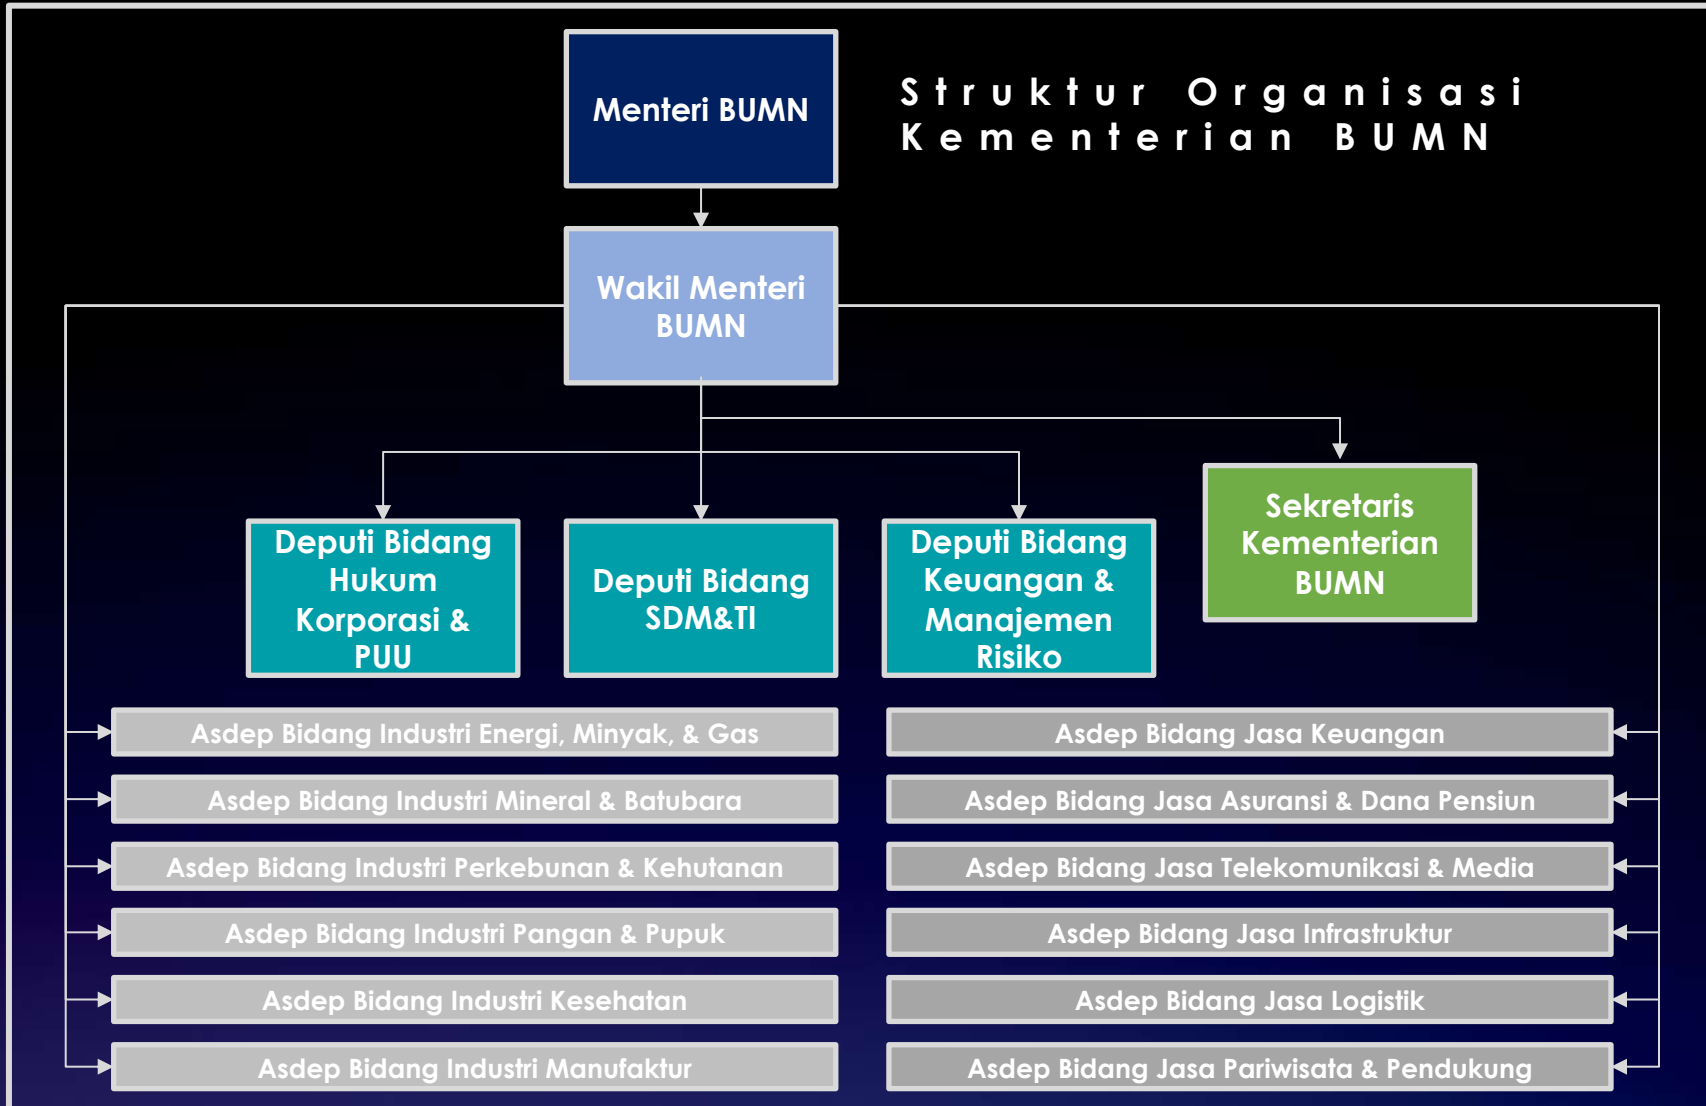 Menteri BUMN
Struktur Organisasi
Kementerian BUMN
Wakil Menteri
BUMN
Deputi Bidang
Hukum
Korporasi &
PUU
Deputi Bidang
SDM&TI
Deputi Bidang
Keuangan &
Manajemen
Risiko
Sekretaris
Kementerian
BUMN
Asdep Bidang Industri Energi, Minyak, & Gas
Asdep Bidang Jasa Keuangan
Asdep Bidang Industri Mineral & Batubara
Asdep Bidang Jasa Asuransi & Dana Pensiun
Asdep Bidang Industri Perkebunan & Kehutanan
Asdep Bidang Jasa Telekomunikasi & Media
Asdep Bidang Industri Pangan & Pupuk
Asdep Bidang Jasa Infrastruktur
Asdep Bidang Industri Kesehatan
Asdep Bidang Jasa Logistik
Asdep Bidang Industri Manufaktur
Asdep Bidang Jasa Pariwisata & Pendukung